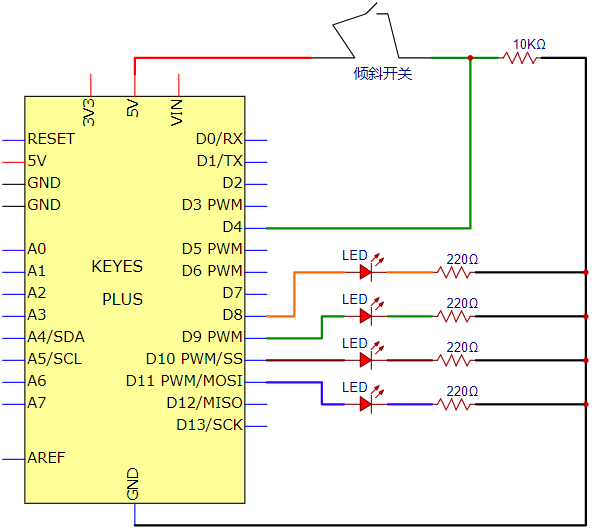 10KΩ
倾斜开关
3V3
5V
VIN
RESET
5V
GND
GND
A0
A1
A2
A3
A4/SDA
A5/SCL
A6
A7
AREF
KEYES
PLUS
D0/RX
D1/TX
D2
D3 PWM
D4
D5 PWM
D6 PWM
D7
D8
D9 PWM
D10 PWM/SS
D11 PWM/MOSI
D12/MISO
D13/SCK
GND
LED
220Ω
LED
220Ω
LED
220Ω
LED
220Ω